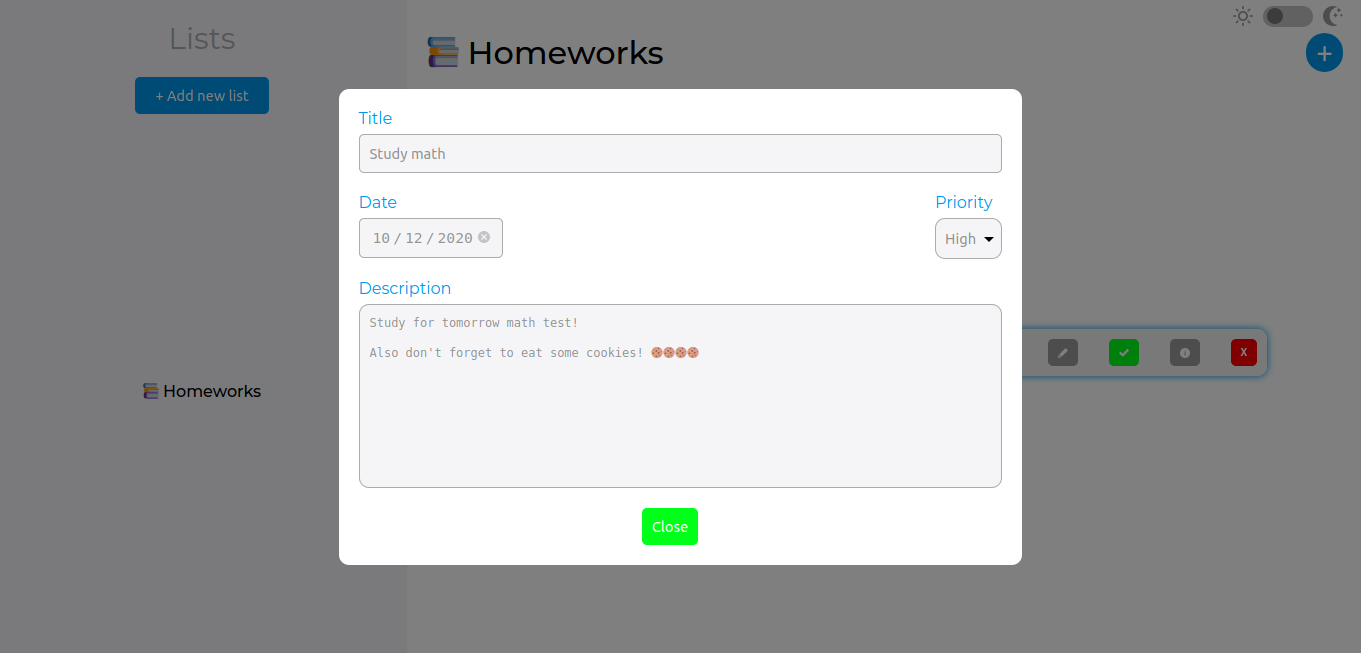 Lists
+ Add new list
📚 Homeworks
📚 Homeworks
+
Title
Study math
Date
Priority
10 / 12 / 2020
High
Description
Study for tomorrow math test!
Also don't forget to eat some cookies! 🍪🍪🍪🍪
Close
X